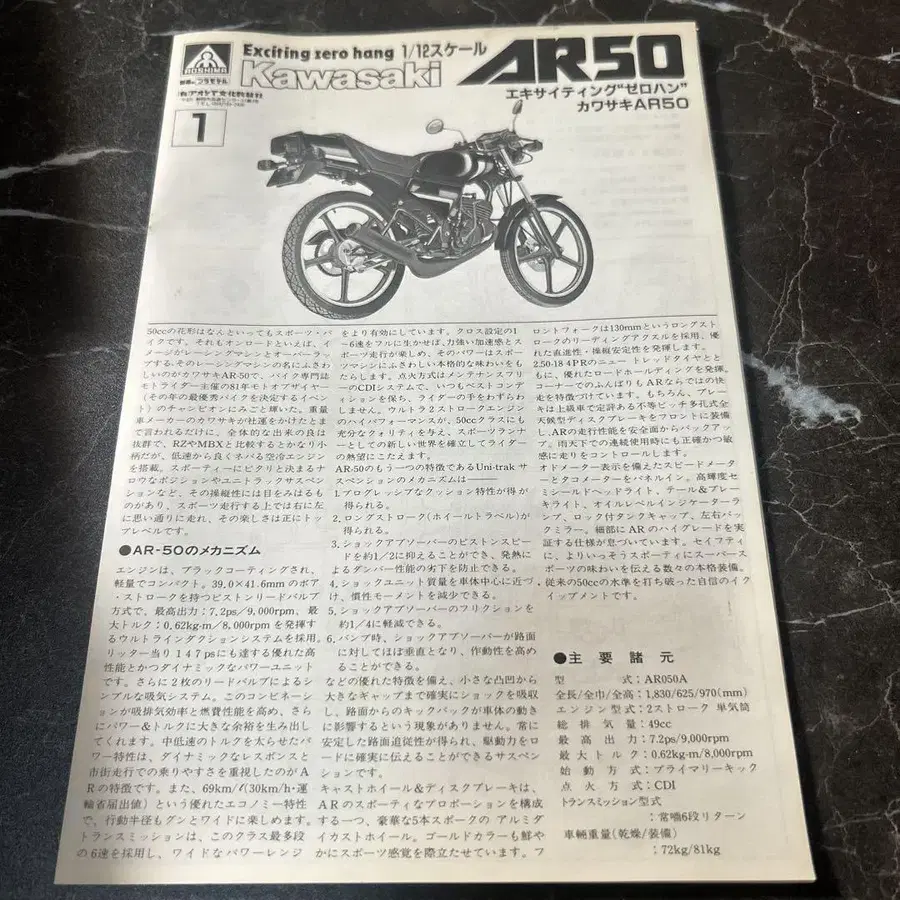 AOSHIMA
Exciting zero hang 1/12スケール
Kawasaki
AR50
エキサイティング“ゼロハン”
カワサキAR50
1
50ccの花形はなんといってもスポーツ・バ
イクです。それもオンロードといえば、イ
メージがレーシングマシンとオーバーラッ
プする。そのレーシングマシンの名にふさわ
しいのがカワサキAR-50で、バイク専門誌
モトライダー主催の81年モトオブザイヤー
(その年の最優秀バイクを決定するイベン
ト)のチャンピオンにみごと輝いた。重量
車メーカーのカワサキが社運をかけたとま
で言われるだけに、全体的な出来の良は
抜群で、RZやMBXと比較するとかなり小
柄だが、低速から良くネバる空冷エンジン
を搭載。スポーティーにピタリと決まるナ
ロウなポジションやユニトラックサスペン
ションなど、その操縦性には目をみはるも
のがあり、スポーツ走行する上では右に左
に思い通りに走れ、その楽しさは正にトッ
プレベルです。
●AR-50のメカニズム
エンジンは、ブラックコーティングされ、
軽量でコンパクト。39.0×41.6mmのボア
・ストロークを持つピストンリードバルブ
方式で、最高出力:7.2ps/9,000rpm、最
大トルク:0.62kg-m/8,000rpmを発揮す
るウルトラインダクションシステムを採用。
リッター当り147psにも達する優れた高
性能とかつダイナミックなパワーユニット
です。さらに2枚のリードバルブによるシ
ンプルな吸気システム。このコンビネーシ
ョンが吸排気効率と燃費性能を高め、さら
にパワー&トルクに大きな余裕を生み出し
てくれます。中低速のトルクを太らせたパ
ワー特性は、ダイナミックなレスポンスと
市街走行での乗りやすさを重視したのがA
Rの特徴です。また、69km/ℓ(30km/h・運
輸省届出値)という優れたエコノミー特性
で、行動半径もグンとワイドに楽しめます。
トランスミッションは、このクラス最多段
の6速を採用し、ワイドなパワーレンジ
をより有効にしています。クロス設定の1
~6速をフルに生かせば、力強い加速感とス
ポーツ走行が楽しめ、そのパワーはスポー
ツマシンにふさわしい本格的な味わいをも
たらします。点火方式はメンテナンスフリ
ーのCDIシステムで、いつもベストコンデ
ィションを保ち、ライダーの手をわずらわ
しません。ウルトラ2ストロークエンジン
のハイパフォーマンスが、50ccクラスにも
充分なクォリティを与え、スポーツランナ
ーとしての新しい世界を確立してライダー
の熱望にこたえます。
AR-50のもう一つの特徴であるUni-trakサ
スペンションのメカニズムは——
1.プログレッシブなクッション特性が得が
得られる。
2.ロングストローク(ホイールトラベル)が
得られる。
3.ショックアブソーバーのピストンスピー
ドを約1/2に抑えることができ、発熱によ
るダンパー性能の劣下を防止できる。
4.ショックユニット質量を車体中心に近づ
け、慣性モーメントを減少できる。
5.ショックアブソーバーのフリクションを
約1/4に軽減できる。
6.バンプ時、ショックアブソーバーが路面
に対してほぼ垂直となり、作動性を高め
ることができる。
などの優れた特徴を備え、小さな凸凹から
大きなギャップまで確実にショックを吸収
し、路面からのキックバックが車体の動き
に影響するという現象がありません。常に
安定した路面追従性が得られ、駆動力をロ
ードに確実に伝えることができるサスペン
ションです。
キャストホイール&ディスクブレーキは、
ARのスポーティなプロポーションを構成
する一つ、豪華な5本スポークのアルミダ
イカストホイール。ゴールドカラーも鮮や
かにスポーツ感覚を際立たせています。フ
ロントフォークは130mmというロングスト
ロークのリーディングアクスルを採用、優
れた直進性・操縦安定性を発揮します。
2.50-18 4PRのニュートレッドタイヤとと
もに、優れたロードホールディングを発揮。
コーナーでのふんばりもARならではの快
走を特徴づけています。もちろん、ブレー
キは上級車で定評ある不等ピッチ多孔式全
天候型ディスクブレーキをフロントに装備
し、ARの走行性能を安全面からバックアッ
プ。雨天下での連続使用時にも正確かつ敏
感に走りをコントロールします。
オドメーター表示を備えたスピードメータ
ーとタコメーターをパネルイン。高輝度セ
ミシールドヘッドライト、テール&ブレー
キライト、オイルレベルインジケーターラ
ンプ、ロック付タンクキャップ、左右バッ
クミラー。細部にARのハイグレードを実
証する仕様が息づいています。セイフティ
に、よりいっそうスポーティにスーパース
ポーツの味わいを伝える数々の本格装備。
従来の50ccの水準を打ち破った自信のイク
イップメントです。
●主要諸元
型式:AR050A
全長/全巾/全高:1,830/625/970(mm)
エンジン型式:2ストローク 単気筒
総排気量:49cc
最高出力:7.2ps/9,000rpm
最大トルク:0.62kg-m/8,000rpm
始動方式:プライマリーキック
点火方式:CDI
トランスミッション型式
:常噛6段リターン
車輌重量(乾燥/装備)
:72kg/81kg